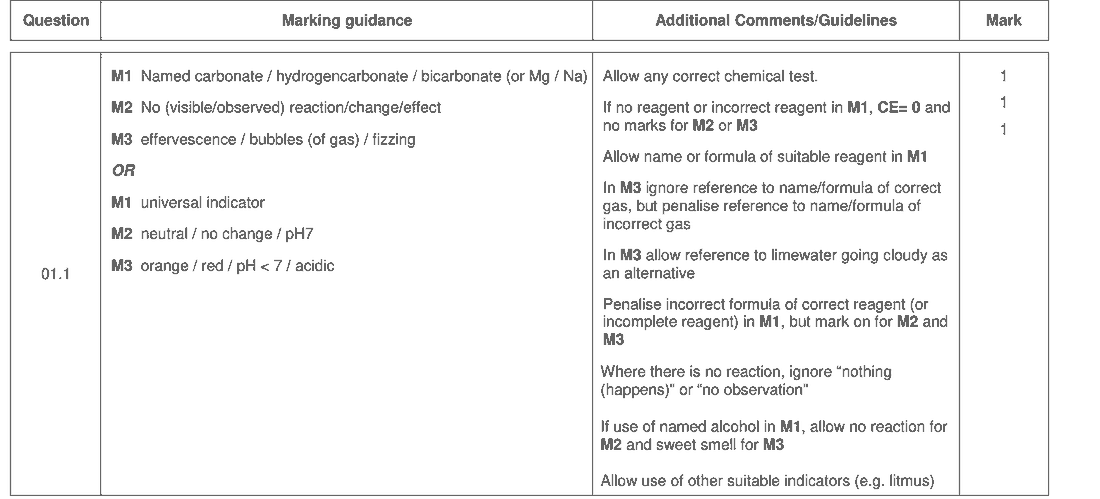 Question Marking guidance Additional Comments/Guidelines Mark
M1 Named carbonate / hydrogencarbonate / bicarbonate (or Mg / Na)
M2 No (visible/observed) reaction/change/effect
M3 effervescence / bubbles (of gas) / fizzing
OR
M1 universal indicator
M2 neutral / no change / pH7
M3 orange / red / pH < 7 / acidic
01.1
Allow any correct chemical test.
If no reagent or incorrect reagent in M1, CE= 0 and
no marks for M2 or M3
Allow name or formula of suitable reagent in M1
In M3 ignore reference to name/formula of correct
gas, but penalise reference to name/formula of
incorrect gas
In M3 allow reference to limewater going cloudy as
an alternative
Penalise incorrect formula of correct reagent (or
incomplete reagent) in M1, but mark on for M2 and
M3
Where there is no reaction, ignore "nothing
(happens)" or "no observation"
If use of named alcohol in M1, allow no reaction for
M2 and sweet smell for M3
Allow use of other suitable indicators (e.g. litmus)
1
1
1